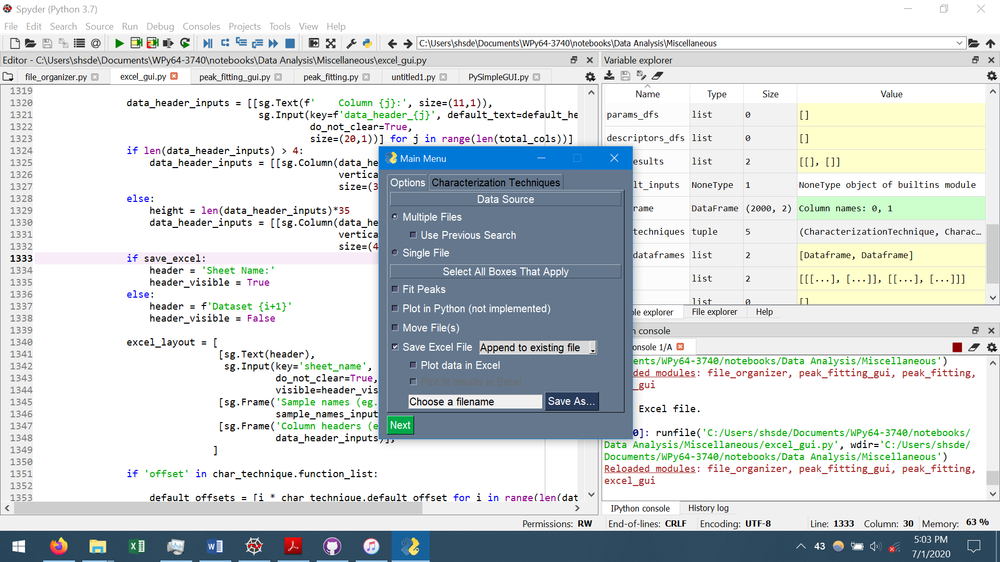 Spyder (Python 3.7)
File Edit Search Source Run Debug Consoles Projects Tools View Help
C:\Users\shsde\Documents\WPy64-3740\notebooks\Data Analysis\Miscellaneous
Editor - C:\Users\shsde\Documents\WPy64-3740\notebooks\Data Analysis\Miscellaneous\excel_gui.py
file_organizer.py excel_gui.py peak_fitting_gui.py peak_fitting.py untitled1.py PySimpleGUI.py
1319
1320 data_header_inputs = [[sg.Text(f'    Column {j}:', size=(11,1)),
1321 sg.Input(key=f'data_header_{j}', default_text=default_he
1322 do_not_clear=True,
1323 size=(20,1))] for j in range(len(total_cols))]
1324 if len(data_header_inputs) > 4:
1325 data_header_inputs = [[sg.Column(data_he
1326 vertica
1327 size=(3
1328 else:
1329 height = len(data_header_inputs)*35
1330 data_header_inputs = [[sg.Column(data_he
1331 vertica
1332 size=(4
1333 if save_excel:
1334 header = 'Sheet Name:'
1335 header_visible = True
1336 else:
1337 header = f'Dataset {i+1}'
1338 header_visible = False
1339
1340 excel_layout = [
1341 [sg.Text(header),
1342 sg.Input(key='sheet_name',
1343 do_not_clear=True,
1344 visible=header_vis
1345 [sg.Frame('Sample names (eg.
1346 sample_names_input
1347 [sg.Frame('Column headers (e
1348 data_header_inputs)],
1349 ]
1350
1351 if 'offset' in char_technique.function_list:
1352
1353 default_offsets = [i * char_technique.default_offset for i in range(len(dat
Main Menu
Options Characterization Techniques
Data Source
Multiple Files
Use Previous Search
Single File
Select All Boxes That Apply
Fit Peaks
Plot in Python (not implemented)
Move File(s)
Save Excel File Append to existing file
Plot data in Excel
Plot fit results in Excel
Choose a filename Save As...
Next
Variable explorer
Name Type Size Value
params_dfs list 0 []
descriptors_dfs list 0 []
esults list 2 [[], []]
lt_inputs NoneType 1 NoneType object of builtins module
rame DataFrame (2000, 2) Column names: 0, 1
techniques tuple 5 (CharacterizationTechnique, Charac...
dataframes list 2 [Dataframe, Dataframe]
list 2 [[[...], [...]], [[...], [...]]]
list 0 []
le explorer File explorer Help
n console
onsole 1/A
ments/WPy64-3740/notebooks/Data Analysis/Miscellaneous')
ded modules: file_organizer, peak_fitting_gui, peak_fitting,
_gui
Excel file.
0]: runfile('C:/Users/shsde/Documents/WPy64-3740/notebooks/
Data Analysis/Miscellaneous/excel_gui.py', wdir='C:/Users/shsde/
Documents/WPy64-3740/notebooks/Data Analysis/Miscellaneous')
Reloaded modules: file_organizer, peak_fitting_gui, peak_fitting,
excel_gui
IPython console History log
Permissions: RW End-of-lines: CRLF Encoding: UTF-8 Line: 1333 Column: 30 Memory: 63 %
43
5:03 PM
7/1/2020